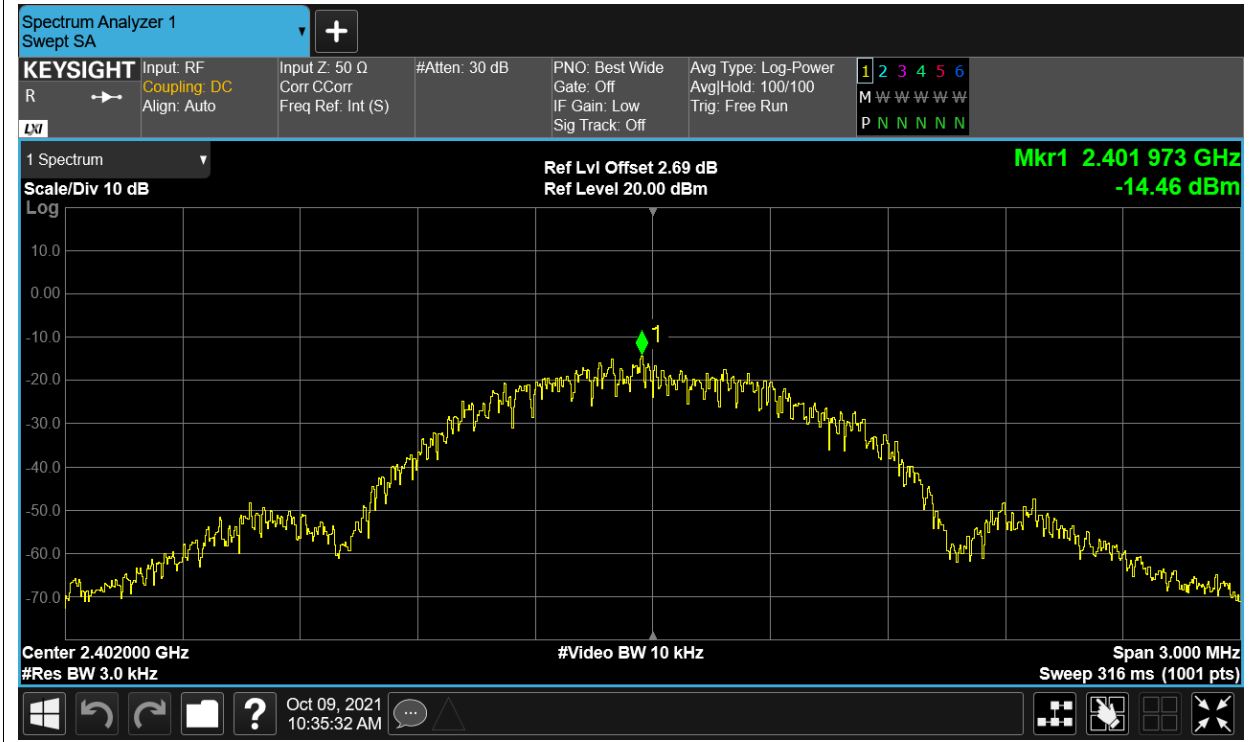 Spectrum Analyzer 1
Swept SA
+
KEYSIGHT
R
LXI
Input: RF
Coupling: DC
Align: Auto
Input Z: 50 Ω
Corr CCorr
Freq Ref: Int (S)
#Atten: 30 dB
PNO: Best Wide
Gate: Off
IF Gain: Low
Sig Track: Off
Avg Type: Log-Power
Avg|Hold: 100/100
Trig: Free Run
1 2 3 4 5 6
M W W W W W W
P N N N N N N
1 Spectrum
Scale/Div 10 dB
Log
Ref Lvl Offset 2.69 dB
Ref Level 20.00 dBm
Mkr1 2.401 973 GHz
-14.46 dBm
10.0
0.00
-10.0
-20.0
-30.0
-40.0
-50.0
-60.0
-70.0
1
Center 2.402000 GHz
#Res BW 3.0 kHz
#Video BW 10 kHz
Span 3.000 MHz
Sweep 316 ms (1001 pts)
?
Oct 09, 2021
10:35:32 AM